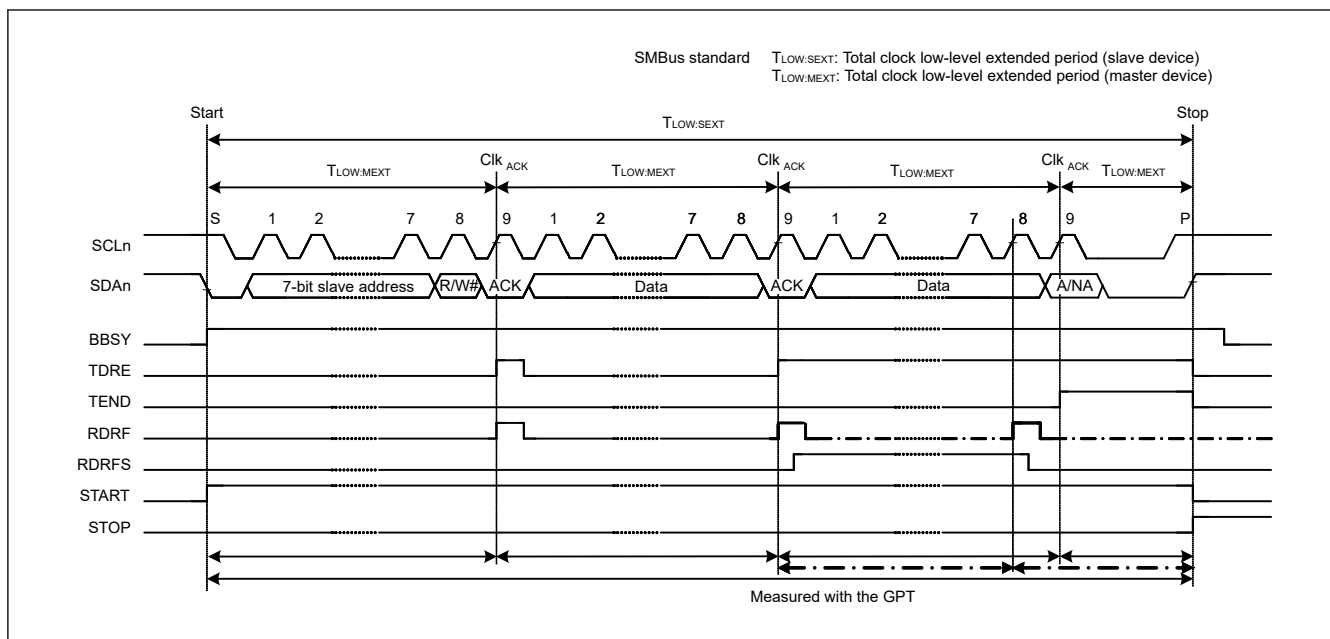 SMBus standard TLOW:SEXT: Total clock low-level extended period (slave device)
TLOW:MEXT: Total clock low-level extended period (master device)
Start Stop
TLOW:SEXT
Clk ACK Clk ACK Clk ACK
TLOW:MEXT TLOW:MEXT TLOW:MEXT TLOW:MEXT
S 1 2 7 8 9 1 2 7 8 9 1 2 7 8 9 P
SCLn
SDAn 7-bit slave address R/W# ACK Data ACK Data A/NA
BBSY
TDRE
TEND
RDRF
RDRFS
START
STOP
Measured with the GPT